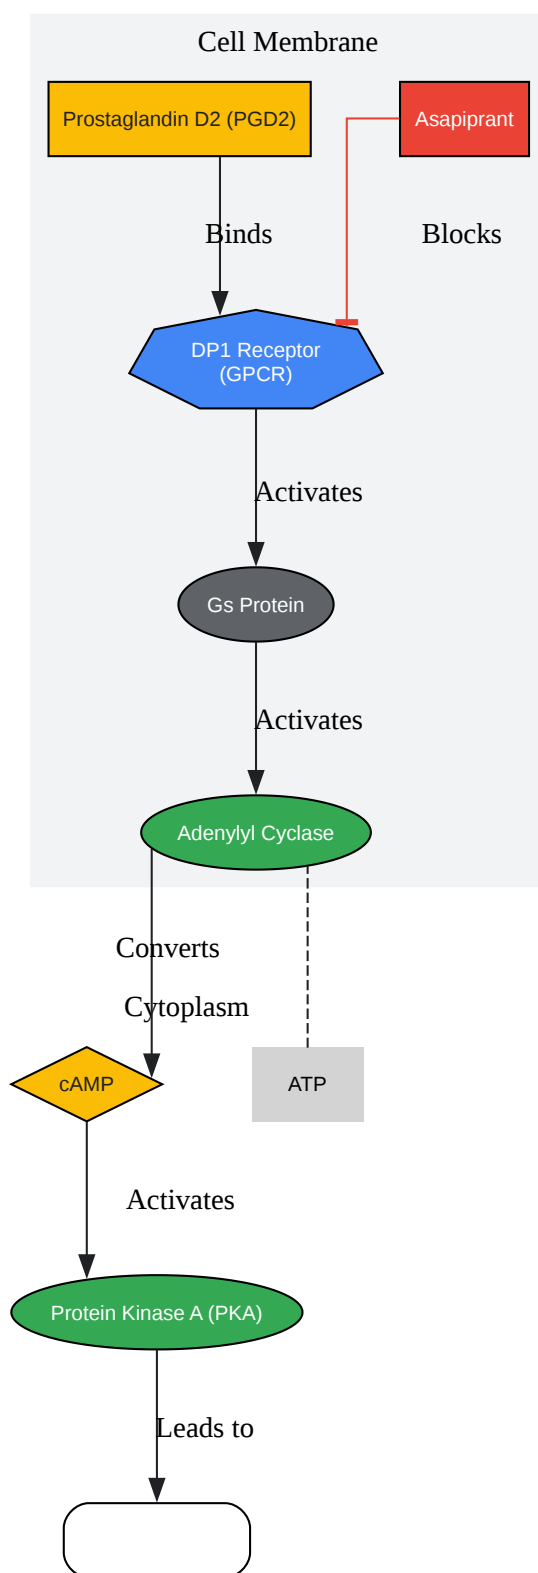 Cell Membrane
Prostaglandin D2 (PGD2)
Asapiprant
Binds
Blocks
DP1 Receptor
(GPCR)
Activates
Gs Protein
Activates
Adenylyl Cyclase
Converts
Cytoplasm
cAMP
ATP
Activates
Protein Kinase A (PKA)
Leads to